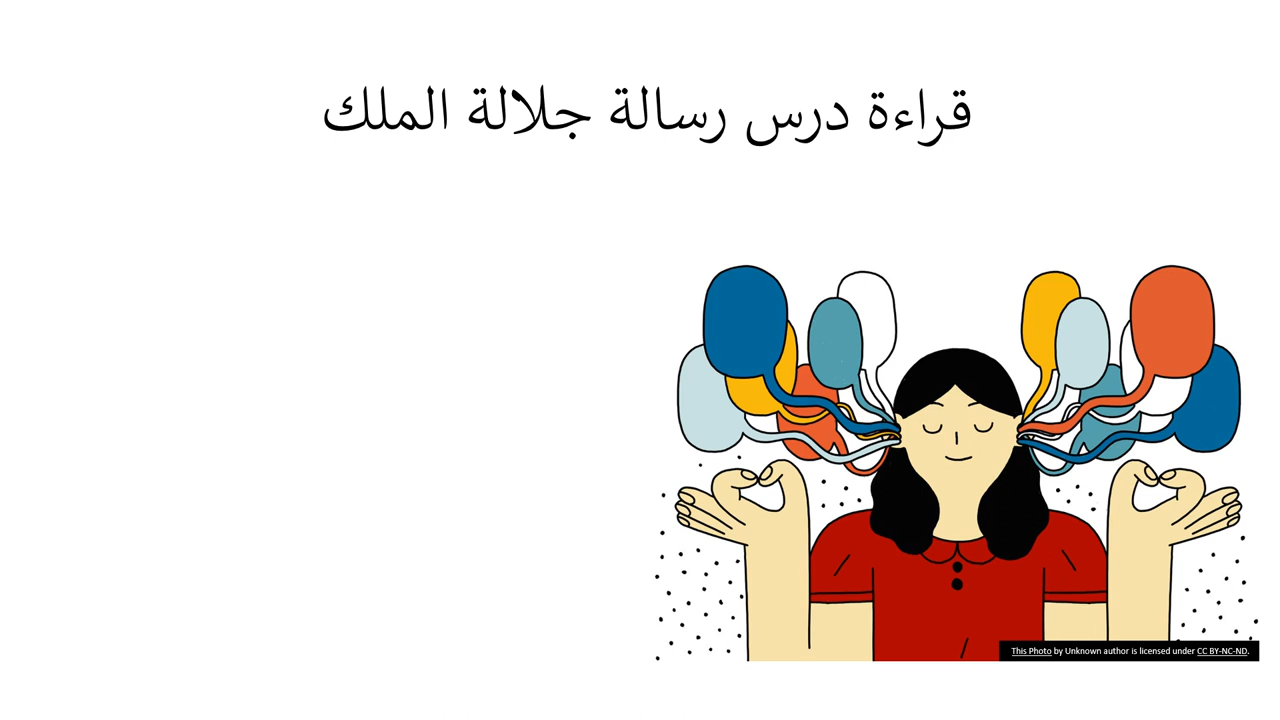 قراءة درس رسالة جلالة الملك
This Photo by Unknown author is licensed under CC BY-NC-ND.